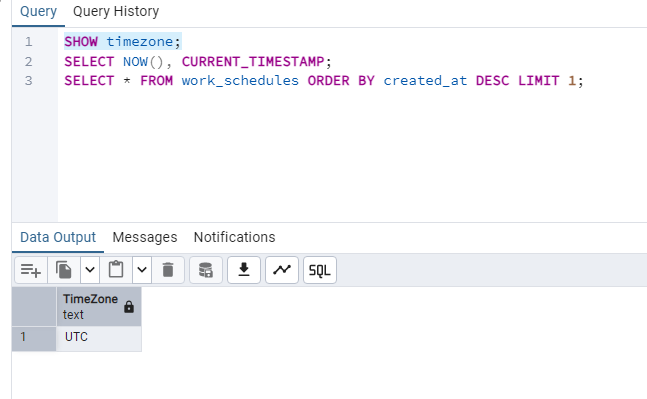 Query Query History
1 SHOW timezone;
2 SELECT NOW(), CURRENT_TIMESTAMP;
3 SELECT * FROM work_schedules ORDER BY created_at DESC LIMIT 1;
Data Output Messages Notifications
SQL
TimeZone
text
1 UTC